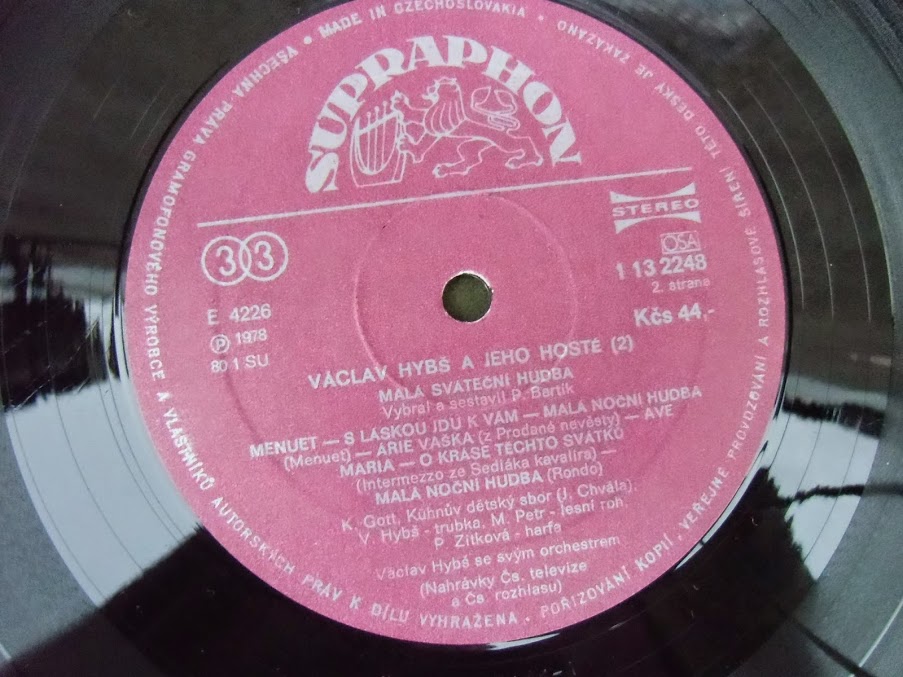 SUPRAPHON
33
STEREO
OSA
1 13 2248
2. strana
Kčs 44,-
E 4226
Ⓟ 1978
80 1 SU
VÁCLAV HYBŠ A JEHO HOSTÉ (2)
MALÁ SVÁTEČNÍ HUDBA
Vybral a sestavil P. Bartík
MENUET — S LÁSKOU JDU K VÁM — MALÁ NOČNÍ HUDBA
(Menuet) — ÁRIE VAŠKA (z Prodané nevěsty) — AVE
MARIA — O KRÁSE TĚCHTO SVÁTKŮ
(Intermezzo ze Sedláka kavalíra) —
MALÁ NOČNÍ HUDBA (Rondo)
K. Gott, Kühnův dětský sbor (J. Chvála),
V. Hybš - trubka, M. Petr - lesní roh,
P. Zítková - harfa
Václav Hybš se svým orchestrem
(Nahrávky Čs. televize
a Čs. rozhlasu)
MADE IN CZECHOSLOVAKIA • VŠECHNA PRÁVA GRAMOFONOVÉHO VÝROBCE A VLASTNÍKŮ AUTORSKÝCH PRÁV K DÍLU VYHRAŽENA • POŘIZOVÁNÍ KOPIÍ, VEŘEJNÉ PROVOZOVÁNÍ A ROZHLASOVÉ ŠÍŘENÍ TÉTO DESKY JE ZAKÁZÁNO